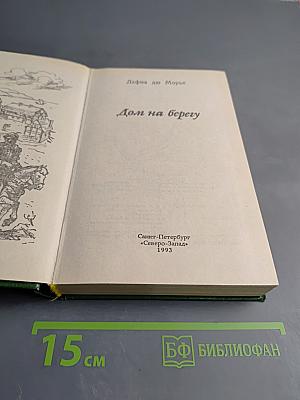 Дафна дю Морье
Дом на берегу
Санкт-Петербург
«Северо-Запад»
1993
15 см
БФ БИБЛИОФАН